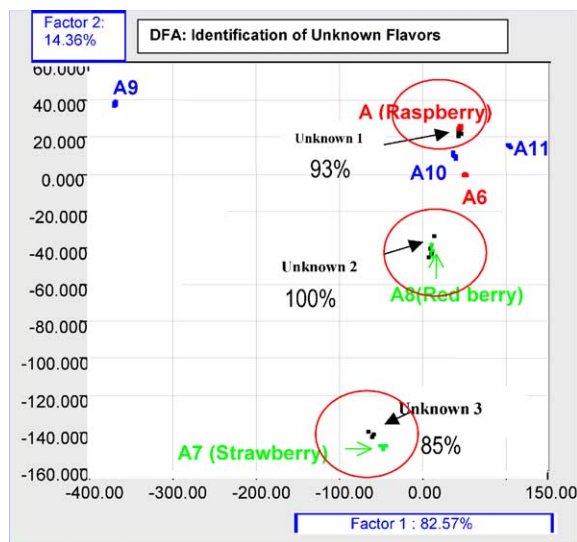 Factor 2:
14.36%
DFA: Identification of Unknown Flavors
60.000
40.000
20.000
0.000
-20.000
-40.000
-60.000
-80.000
-100.000
-120.000
-140.000
-160.000
A9
A (Raspberry)
Unknown 1
93%
A10
A11
A6
Unknown 2
100%
A8(Red berry)
Unknown 3
85%
A7 (Strawberry)
-400.00
-300.00
-200.00
-100.00
0.00
150.00
Factor 1 : 82.57%